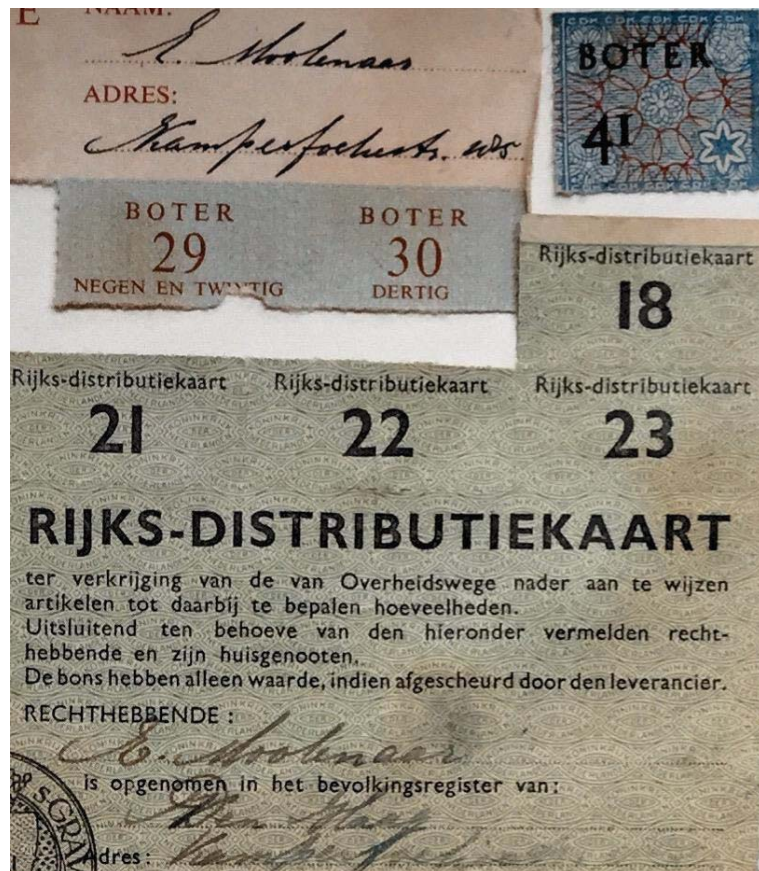 E NAAM:
E. Moolenaar
ADRES:
BOTER
41
BOTER BOTER
29 30
NEGEN EN TWINTIG DERTIG
Rijks-distributiekaart
18
Rijks-distributiekaart Rijks-distributiekaart Rijks-distributiekaart
21 22 23
RIJKS-DISTRIBUTIEKAART
ter verkrijging van de van Overheidswege nader aan te wijzen
artikelen tot daarbij te bepalen hoeveelheden.
Uitsluitend ten behoeve van den hieronder vermelden recht-
hebbende en zijn huisgenooten.
De bons hebben alleen waarde, indien afgescheurd door den leverancier.
RECHTHEBBENDE :
E. Moolenaar
is opgenomen in het bevolkingsregister van:
Den Haag
Adres:
'S-GRAV